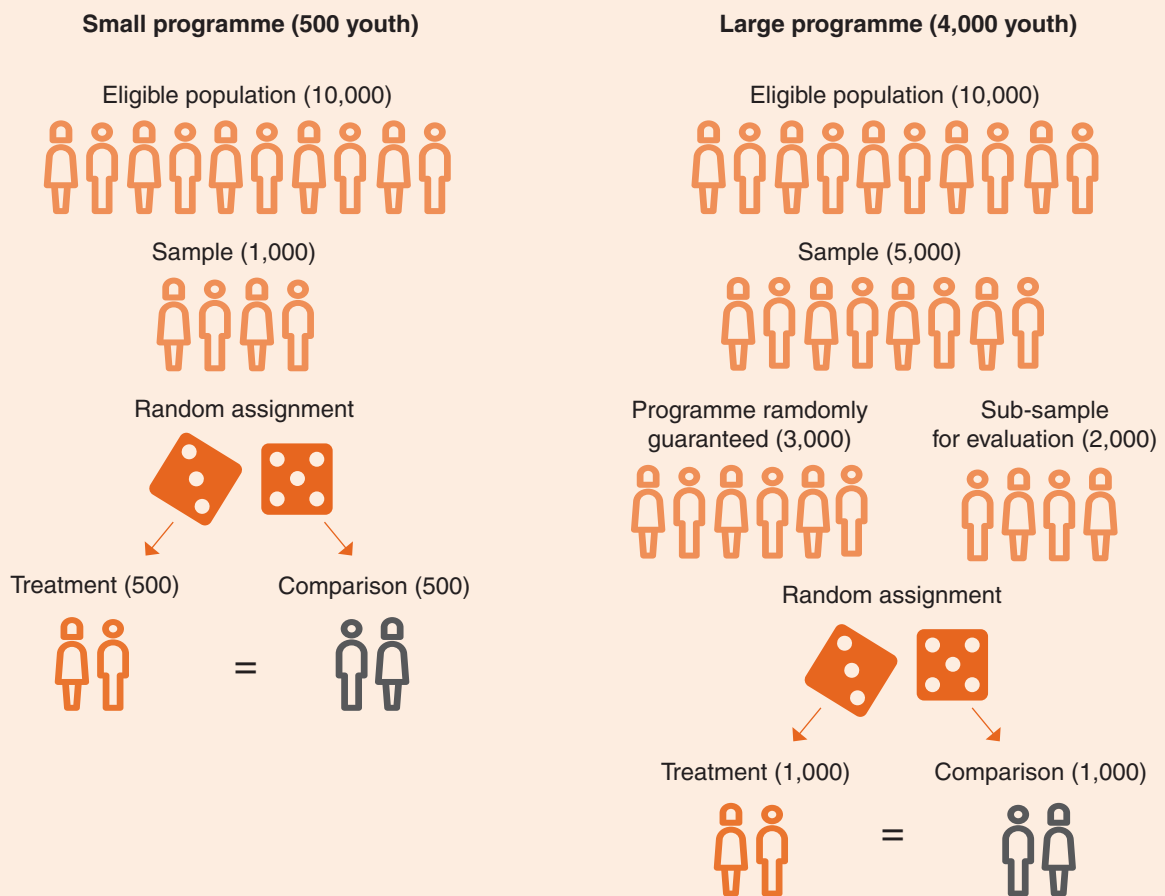 Small programme (500 youth)
Eligible population (10,000)
Sample (1,000)
Random assignment
Treatment (500)
Comparison (500)
=
Large programme (4,000 youth)
Eligible population (10,000)
Sample (5,000)
Programme ramdomly
guaranteed (3,000)
Sub-sample
for evaluation (2,000)
Random assignment
Treatment (1,000)
Comparison (1,000)
=